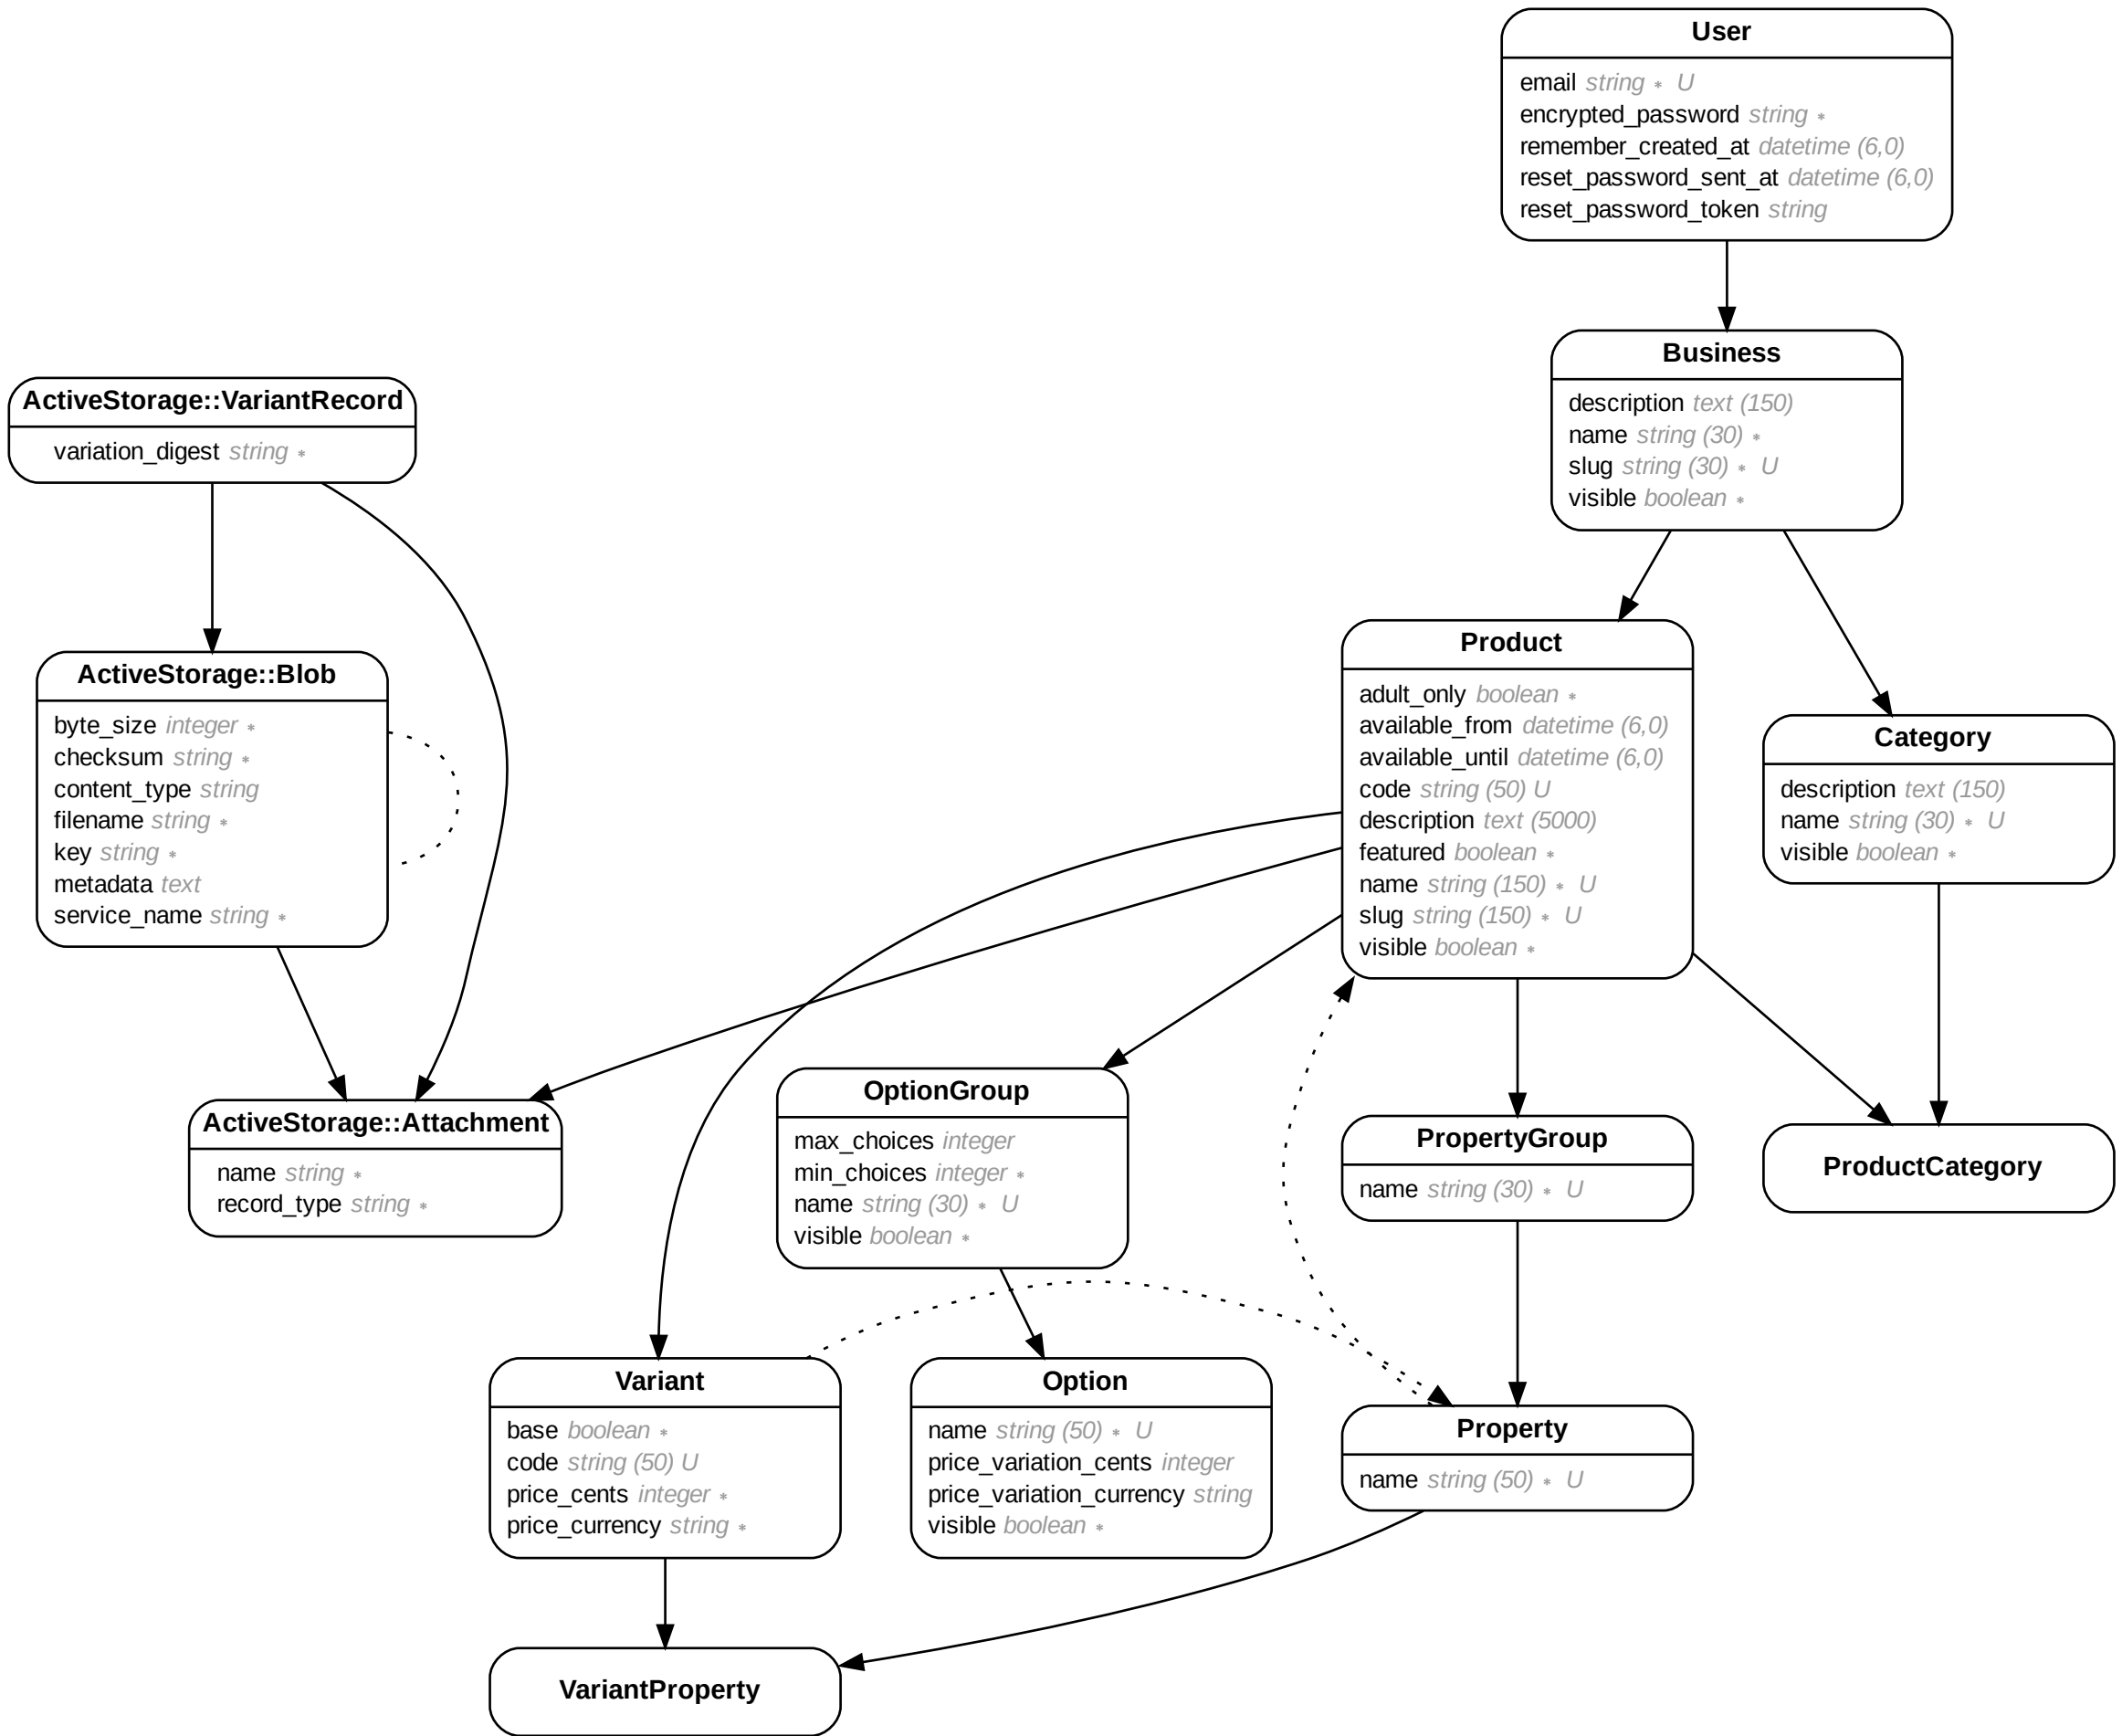 User
email string * U
encrypted_password string *
remember_created_at datetime (6,0)
reset_password_sent_at datetime (6,0)
reset_password_token string
Business
description text (150)
name string (30) *
slug string (30) * U
visible boolean *
ActiveStorage::VariantRecord
variation_digest string *
ActiveStorage::Blob
byte_size integer *
checksum string *
content_type string
filename string *
key string *
metadata text
service_name string *
Product
adult_only boolean *
available_from datetime (6,0)
available_until datetime (6,0)
code string (50) U
description text (5000)
featured boolean *
name string (150) * U
slug string (150) * U
visible boolean *
Category
description text (150)
name string (30) * U
visible boolean *
ActiveStorage::Attachment
name string *
record_type string *
OptionGroup
max_choices integer
min_choices integer *
name string (30) * U
visible boolean *
PropertyGroup
name string (30) * U
ProductCategory
Variant
base boolean *
code string (50) U
price_cents integer *
price_currency string *
Option
name string (50) * U
price_variation_cents integer
price_variation_currency string
visible boolean *
Property
name string (50) * U
VariantProperty